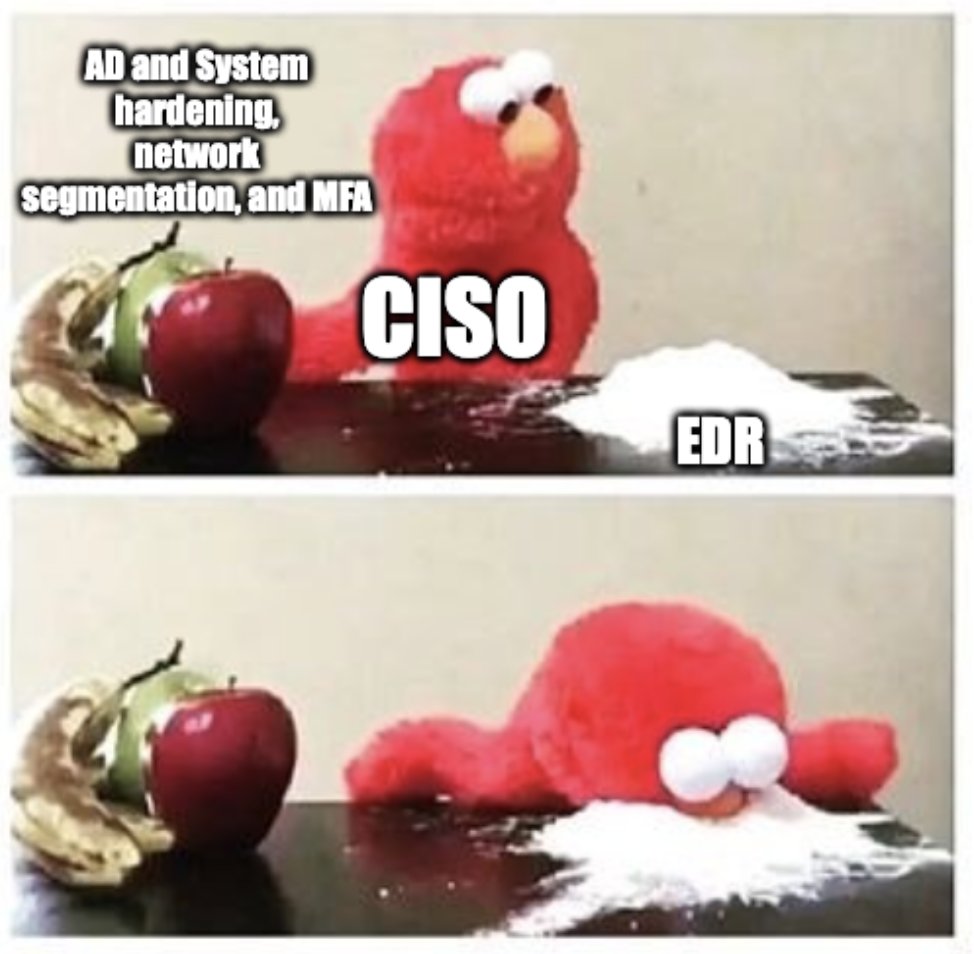 AD and System
hardening,
network
segmentation, and MFA
CISO
EDR